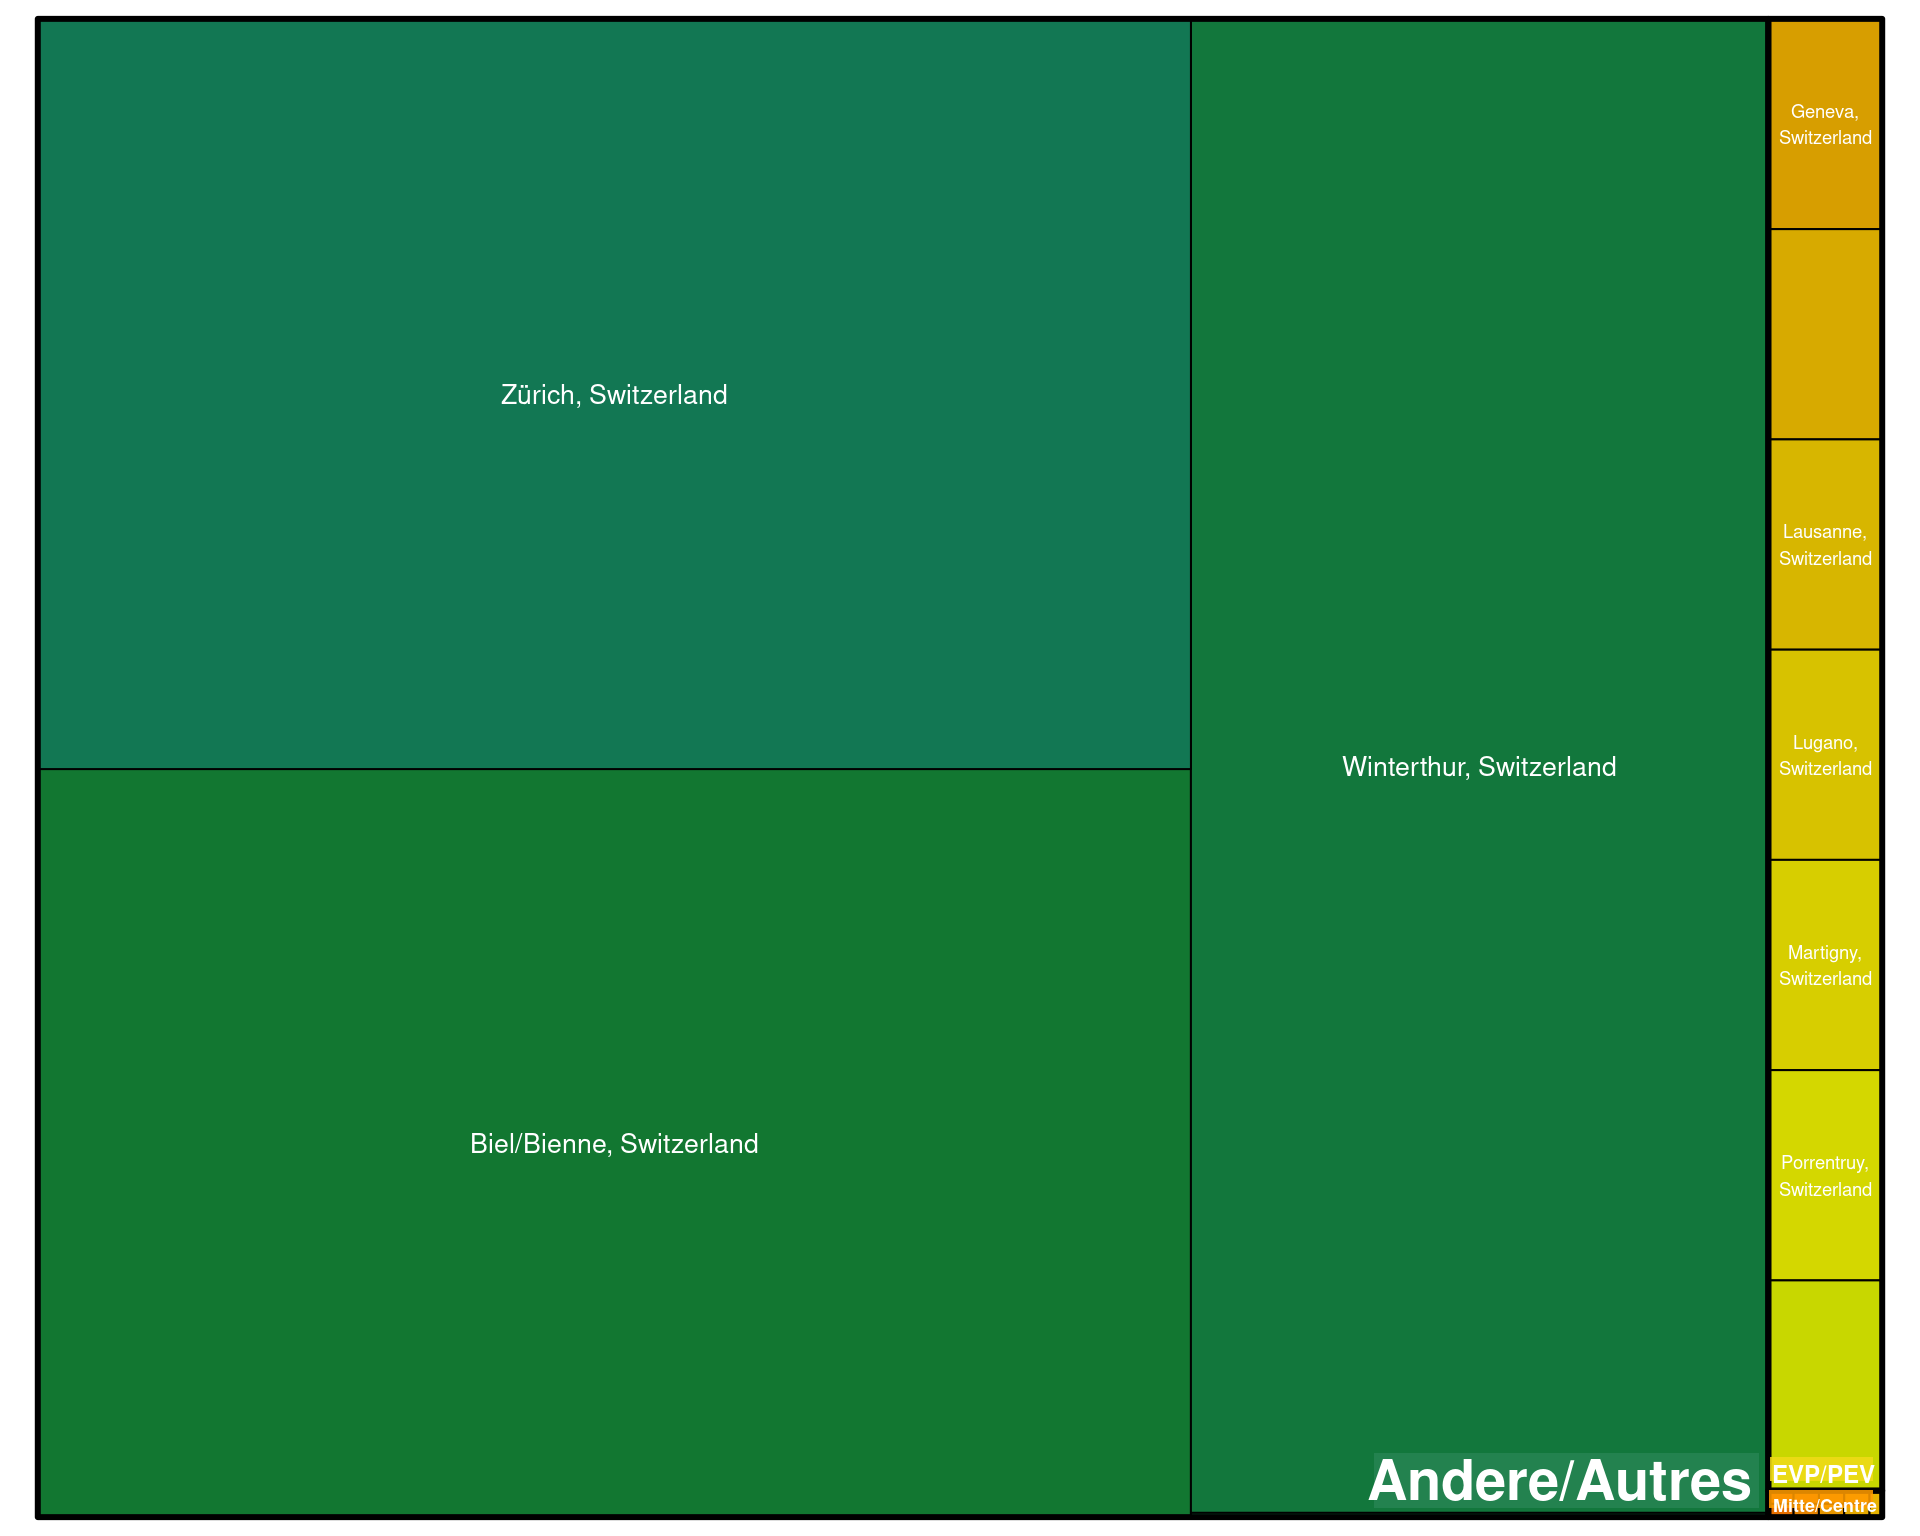 Zürich, Switzerland
Biel/Bienne, Switzerland
Winterthur, Switzerland
Andere/Autres
Geneva,
Switzerland
Lausanne,
Switzerland
Lugano,
Switzerland
Martigny,
Switzerland
Porrentruy,
Switzerland
EVP/PEV
Mitte/Centre